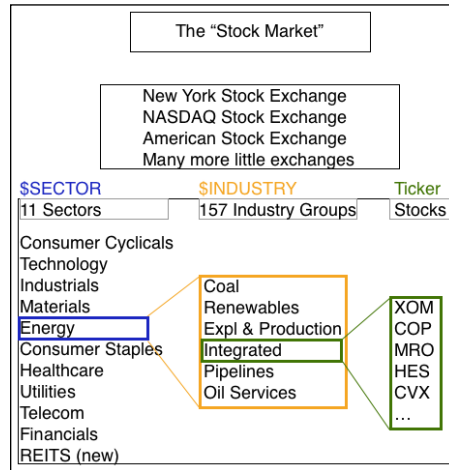 The “Stock Market”
New York Stock Exchange
NASDAQ Stock Exchange
American Stock Exchange
Many more little exchanges
$SECTOR $INDUSTRY Ticker
11 Sectors 157 Industry Groups Stocks
Consumer Cyclicals
Technology
Industrials
Materials
Energy
Consumer Staples
Healthcare
Utilities
Telecom
Financials
REITS (new)
Coal
Renewables
Expl & Production
Integrated
Pipelines
Oil Services
XOM
COP
MRO
HES
CVX
...